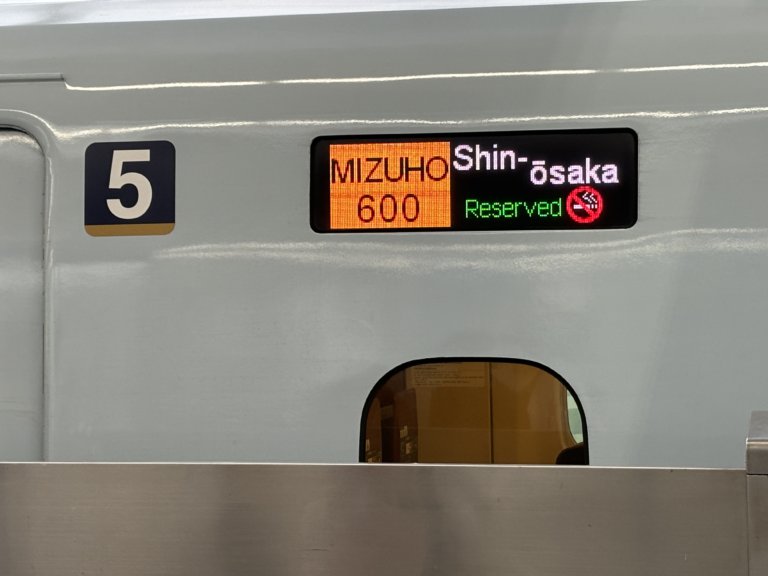 5
MIZUHO
600
Shin-
ōsaka
Reserved